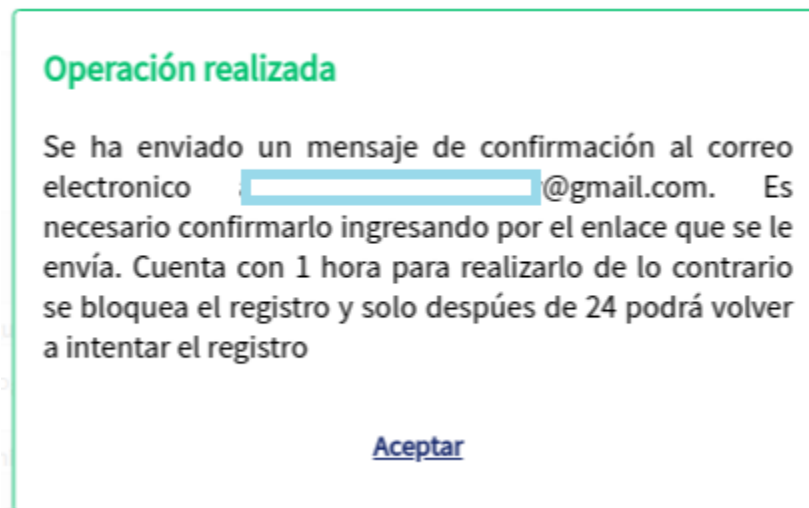 Operación realizada
Se ha enviado un mensaje de confirmación al correo
electronico @gmail.com. Es
necesario confirmarlo ingresando por el enlace que se le
envía. Cuenta con 1 hora para realizarlo de lo contrario
se bloquea el registro y solo despúes de 24 podrá volver
a intentar el registro
Aceptar